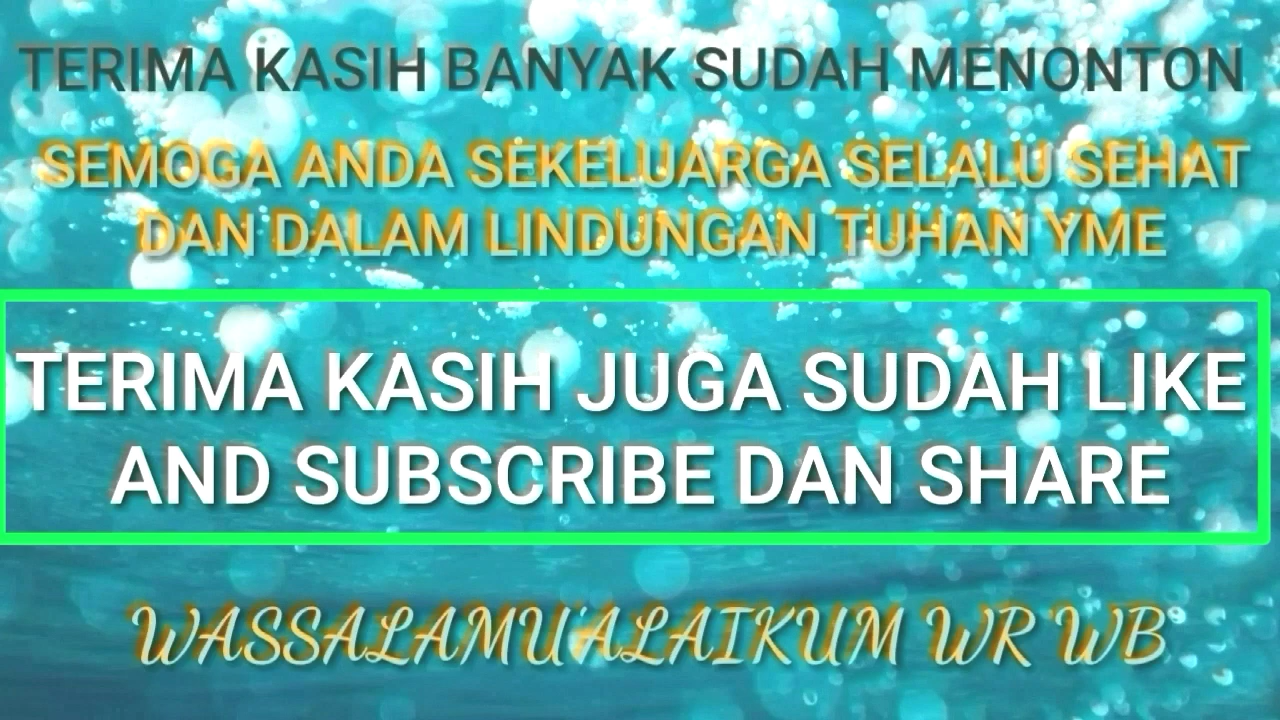 TERIMA KASIH BANYAK SUDAH MENONTON
SEMOGA ANDA SEKELUARGA SELALU SEHAT
DAN DALAM LINDUNGAN TUHAN YME
TERIMA KASIH JUGA SUDAH LIKE
AND SUBSCRIBE DAN SHARE
WASSALAMU'ALAIKUM WR WB